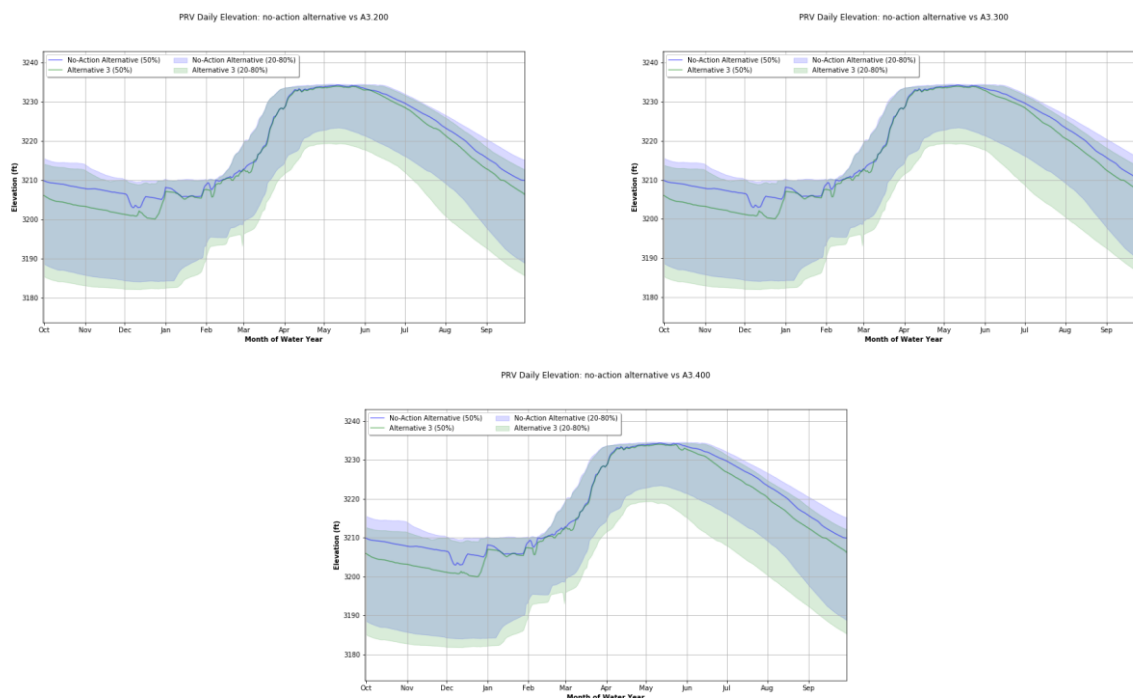 PRV Daily Elevation: no-action alternative vs A3.200
3240
3230
3220
3210
3200
3190
3180
Elevation (ft)
No-Action Alternative (50%)
Alternative 3 (50%)
No-Action Alternative (20-80%)
Alternative 3 (20-80%)
Oct Nov Dec Jan Feb Mar Apr May Jun Jul Aug Sep
Month of Water Year
PRV Daily Elevation: no-action alternative vs A3.300
3240
3230
3220
3210
3200
3190
3180
Elevation (ft)
No-Action Alternative (50%)
Alternative 3 (50%)
No-Action Alternative (20-80%)
Alternative 3 (20-80%)
Oct Nov Dec Jan Feb Mar Apr May Jun Jul Aug Sep
Month of Water Year
PRV Daily Elevation: no-action alternative vs A3.400
3240
3230
3220
3210
3200
3190
3180
Elevation (ft)
No-Action Alternative (50%)
Alternative 3 (50%)
No-Action Alternative (20-80%)
Alternative 3 (20-80%)
Oct Nov Dec Jan Feb Mar Apr May Jun Jul Aug Sep
Month of Water Year